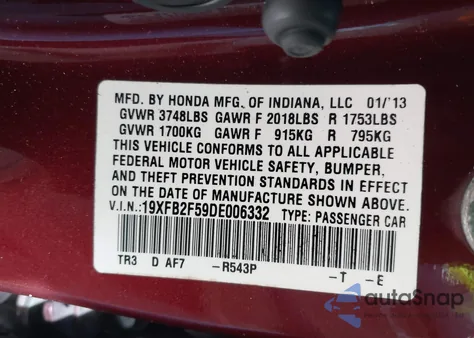 MFD. BY HONDA MFG. OF INDIANA, LLC 01/'13
GVWR 3748LBS GAWR F 2018LBS R 1753LBS
GVWR 1700KG GAWR F 915KG R 795KG
THIS VEHICLE CONFORMS TO ALL APPLICABLE
FEDERAL MOTOR VEHICLE SAFETY, BUMPER,
AND THEFT PREVENTION STANDARDS IN EFFECT
ON THE DATE OF MANUFACTURE SHOWN ABOVE.
V.I.N.:19XFB2F59DE006332 TYPE: PASSENGER CAR
TR3 D AF7 -R543P -T -E
autoSnap